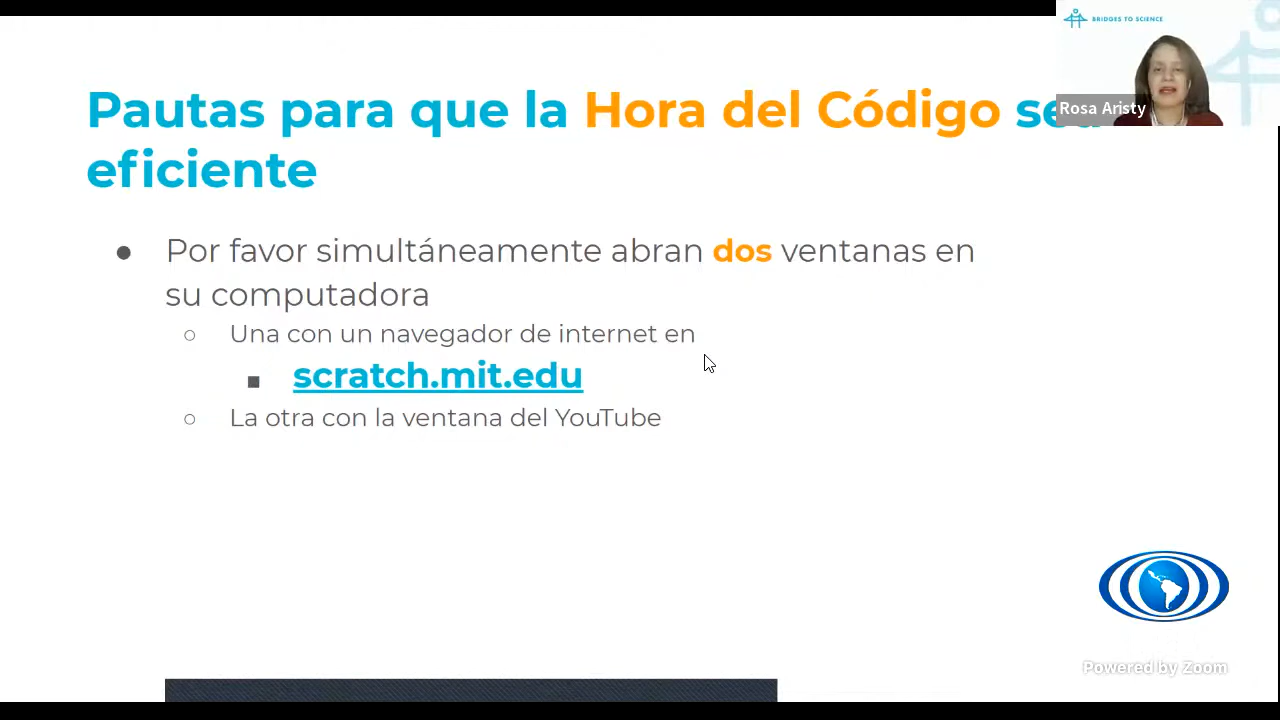 BRIDGES TO SCIENCE
Rosa Aristy
Pautas para que la Hora del Código sea
eficiente
● Por favor simultáneamente abran dos ventanas en
su computadora
○ Una con un navegador de internet en
■ scratch.mit.edu
○ La otra con la ventana del YouTube
Powered by Zoom